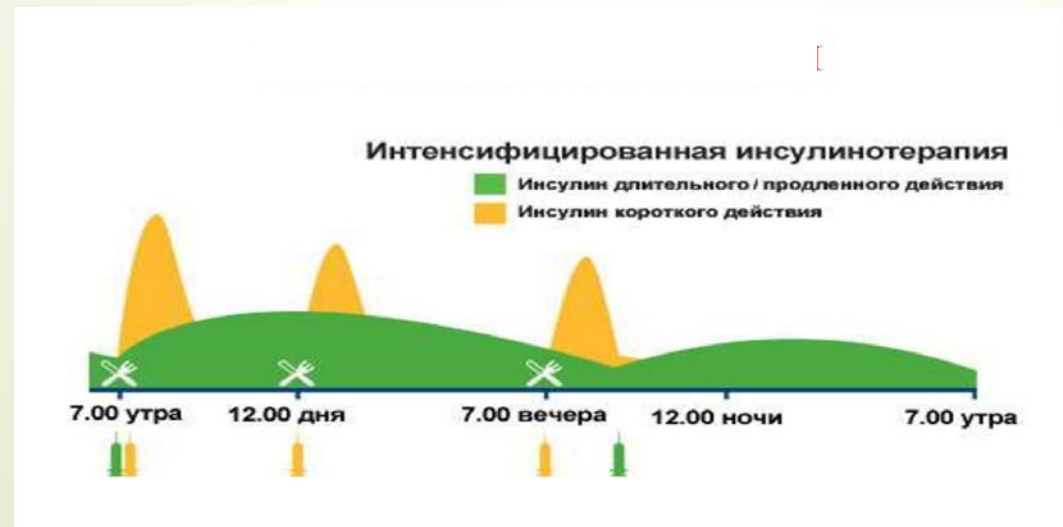 Интенсифицированная инсулинотерапия
Инсулин длительного / продленного действия
Инсулин короткого действия
7.00 утра 12.00 дня 7.00 вечера 12.00 ночи 7.00 утра